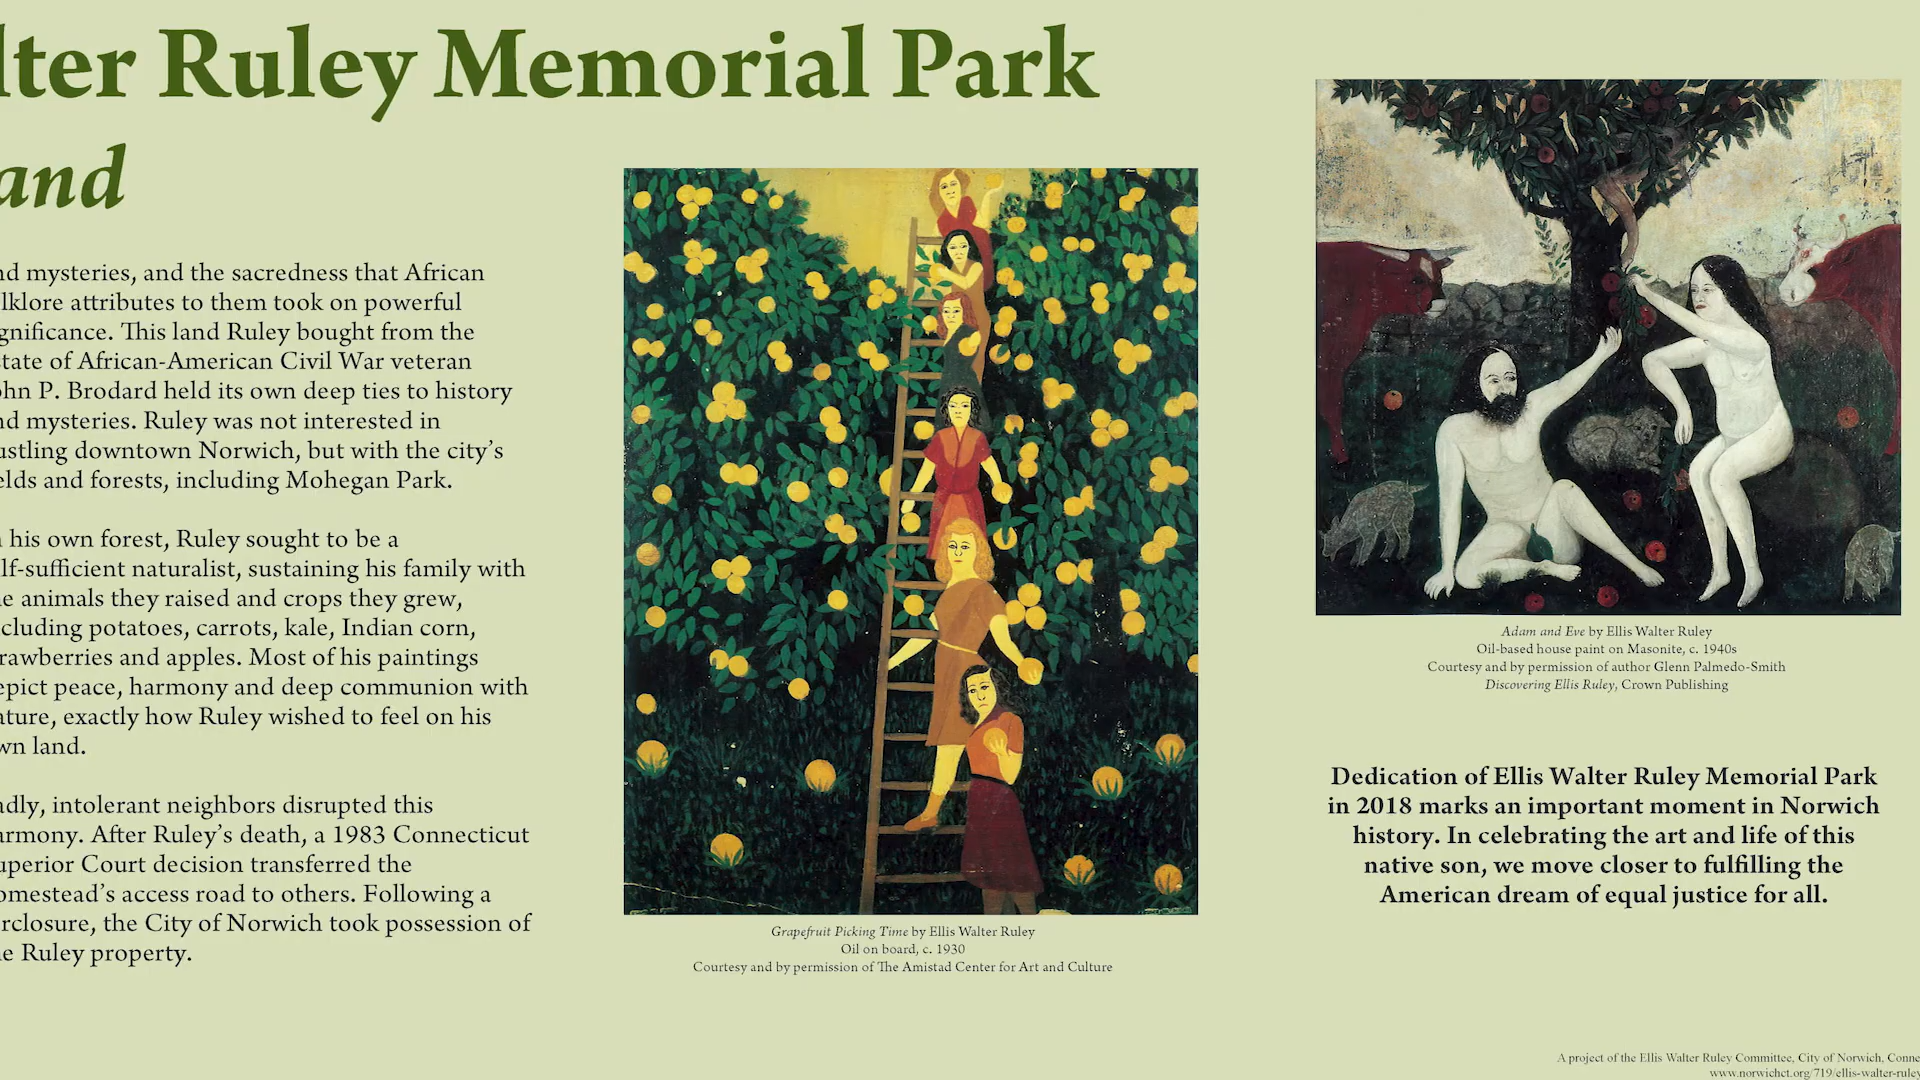 lter Ruley Memorial Park
and
nd mysteries, and the sacredness that African
lklore attributes to them took on powerful
gnificance. This land Ruley bought from the
tate of African-American Civil War veteran
hn P. Brodard held its own deep ties to history
nd mysteries. Ruley was not interested in
ustling downtown Norwich, but with the city's
elds and forests, including Mohegan Park.
his own forest, Ruley sought to be a
lf-sufficient naturalist, sustaining his family with
e animals they raised and crops they grew,
cluding potatoes, carrots, kale, Indian corn,
rawberries and apples. Most of his paintings
epict peace, harmony and deep communion with
ature, exactly how Ruley wished to feel on his
wn land.
adly, intolerant neighbors disrupted this
armony. After Ruley's death, a 1983 Connecticut
uperior Court decision transferred the
omestead's access road to others. Following a
rclosure, the City of Norwich took possession of
e Ruley property.
Grapefruit Picking Time by Ellis Walter Ruley
Oil on board, c. 1930
Courtesy and by permission of The Amistad Center for Art and Culture
Adam and Eve by Ellis Walter Ruley
Oil-based house paint on Masonite, c. 1940s
Courtesy and by permission of author Glenn Palmedo-Smith
Discovering Ellis Ruley, Crown Publishing
Dedication of Ellis Walter Ruley Memorial Park
in 2018 marks an important moment in Norwich
history. In celebrating the art and life of this
native son, we move closer to fulfilling the
American dream of equal justice for all.
A project of the Ellis Walter Ruley Committee, City of Norwich, Conne
www.norwichct.org/719/ellis-walter-ruley